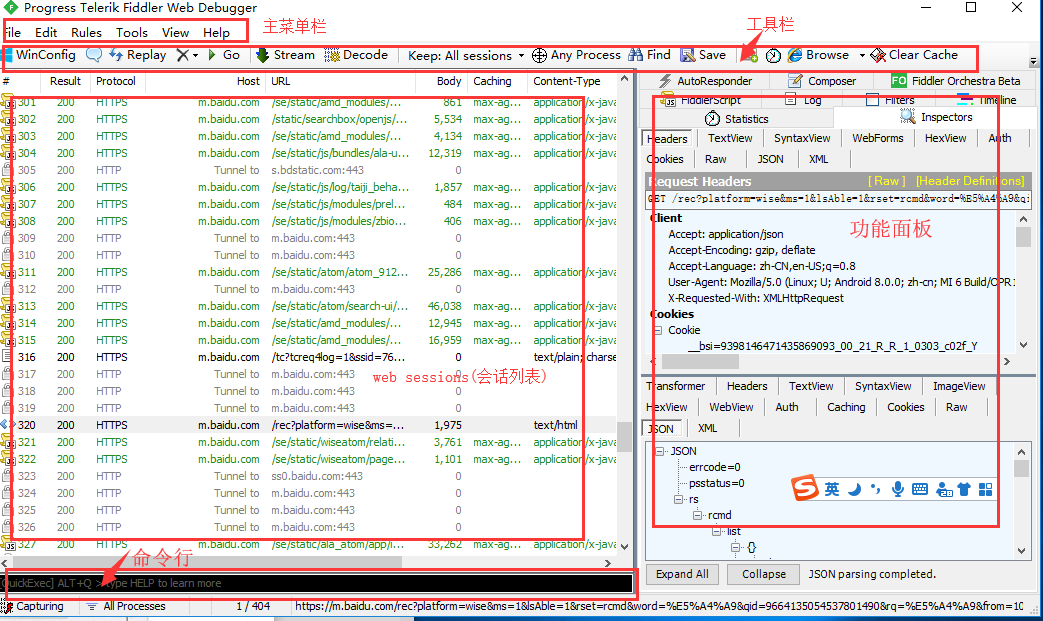 Progress Telerik Fiddler Web Debugger
File Edit Rules Tools View Help 主菜单栏
工具栏
WinConfig Replay Go Stream Decode Keep: All sessions Any Process Find Save Browse Clear Cache
# Result Protocol Host URL Body Caching Content-Type
301 200 HTTPS m.baidu.com /se/static/amd_modules/... 861 max-ag... application/x-java
302 200 HTTPS m.baidu.com /static/searchbox/openjs/... 5,534 max-ag... application/x-java
303 200 HTTPS m.baidu.com /se/static/amd_modules/... 4,134 max-ag... application/x-java
304 200 HTTPS m.baidu.com /se/static/js/bundles/ala-u... 12,319 max-ag... application/x-java
305 200 HTTP Tunnel to s.bdstatic.com:443 0
306 200 HTTPS m.baidu.com /se/static/js/log/taiji_beha... 1,857 max-ag... application/x-java
307 200 HTTPS m.baidu.com /se/static/js/modules/prel... 484 max-ag... application/x-java
308 200 HTTPS m.baidu.com /se/static/js/modules/zbio... 406 max-ag... application/x-java
309 200 HTTP Tunnel to m.baidu.com:443 0
310 200 HTTP Tunnel to m.baidu.com:443 0
311 200 HTTPS m.baidu.com /se/static/atom/atom_912... 25,286 max-ag... application/x-java
312 200 HTTP Tunnel to m.baidu.com:443 0
313 200 HTTPS m.baidu.com /se/static/atom/search-ui/... 46,038 max-ag... application/x-java
314 200 HTTPS m.baidu.com /se/static/amd_modules/... 12,945 max-ag... application/x-java
315 200 HTTPS m.baidu.com /se/static/amd_modules/... 16,959 max-ag... application/x-java
316 200 HTTPS m.baidu.com /tc?tcreq4log=1&ssid=76... 0 text/plain; charse
317 200 HTTP Tunnel to m.baidu.com:443 0
web sessions(会话列表)
318 200 HTTP Tunnel to m.baidu.com:443 0
319 200 HTTP Tunnel to m.baidu.com:443 0
320 200 HTTPS m.baidu.com /rec?platform=wise&ms=... 1,975 text/html
321 200 HTTPS m.baidu.com /se/static/wiseatom/relati... 3,761 max-ag... application/x-java
322 200 HTTPS m.baidu.com /se/static/wiseatom/page... 1,101 max-ag... application/x-java
323 200 HTTP Tunnel to ss0.baidu.com:443 0
324 200 HTTP Tunnel to m.baidu.com:443 0
325 200 HTTP Tunnel to m.baidu.com:443 0
326 200 HTTP Tunnel to m.baidu.com:443 0
327 200 HTTPS m.baidu.com /se/static/ala_atom/app/i... 33,262 max-ag... application/x-java
命令行
QuickExec] ALT+Q > type HELP to learn more
Capturing All Processes 1 / 404 https://m.baidu.com/rec?platform=wise&ms=1&lsAble=1&rset=rcmd&word=%E5%A4%A9&qid=9664135054537801490&rq=%E5%A4%A9&from=10
AutoResponder Composer FO Fiddler Orchestra Beta
FiddlerScript Log Filters Timeline
Statistics Inspectors
Headers TextView SyntaxView WebForms HexView Auth
Cookies Raw JSON XML
Request Headers [ Raw ] [Header Definitions]
GET /rec?platform=wise&ms=1&lsAble=1&rset=rcmd&word=%E5%A4%A9&qi
Client
功能面板
Accept: application/json
Accept-Encoding: gzip, deflate
Accept-Language: zh-CN,en-US;q=0.8
User-Agent: Mozilla/5.0 (Linux; U; Android 8.0.0; zh-cn; MI 6 Build/OPR1
X-Requested-With: XMLHttpRequest
Cookies
Cookie
__bsi=9398146471435869093_00_21_R_R_1_0303_c02f_Y
Transformer Headers TextView SyntaxView ImageView
HexView WebView Auth Caching Cookies Raw
JSON XML
JSON
errcode=0
psstatus=0
rs
英
rcmd
list
{}
Expand All Collapse JSON parsing completed.